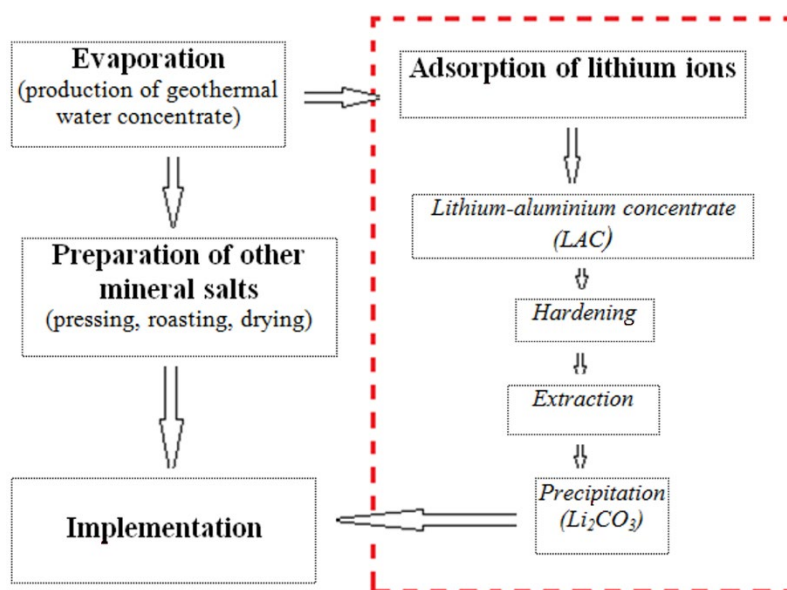 Evaporation
(production of geothermal
water concentrate)
Preparation of other
mineral salts
(pressing, roasting, drying)
Implementation
Adsorption of lithium ions
Lithium-aluminium concentrate
(LAC)
Hardening
Extraction
Precipitation
(Li₂CO₃)